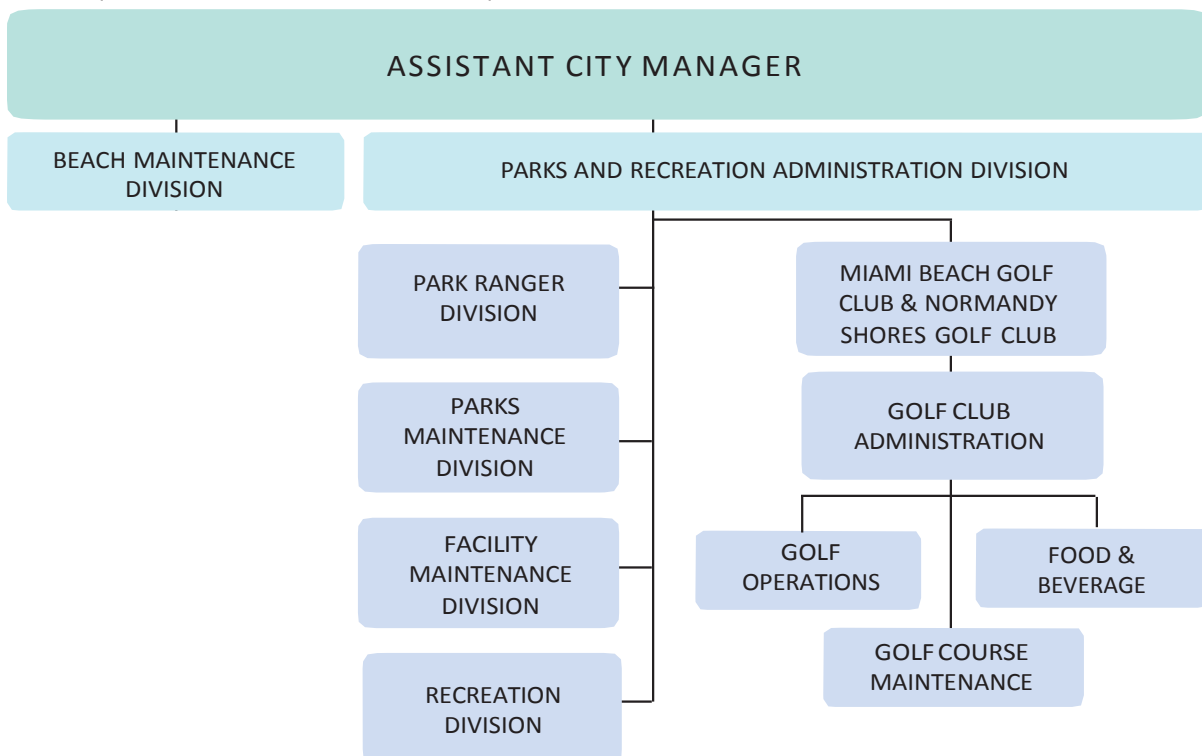 ASSISTANT CITY MANAGER
BEACH MAINTENANCE
DIVISION
PARKS AND RECREATION ADMINISTRATION DIVISION
PARK RANGER
DIVISION
PARKS
MAINTENANCE
DIVISION
FACILITY
MAINTENANCE
DIVISION
RECREATION
DIVISION
MIAMI BEACH GOLF
CLUB & NORMANDY
SHORES GOLF CLUB
GOLF CLUB
ADMINISTRATION
GOLF
OPERATIONS
FOOD &
BEVERAGE
GOLF COURSE
MAINTENANCE